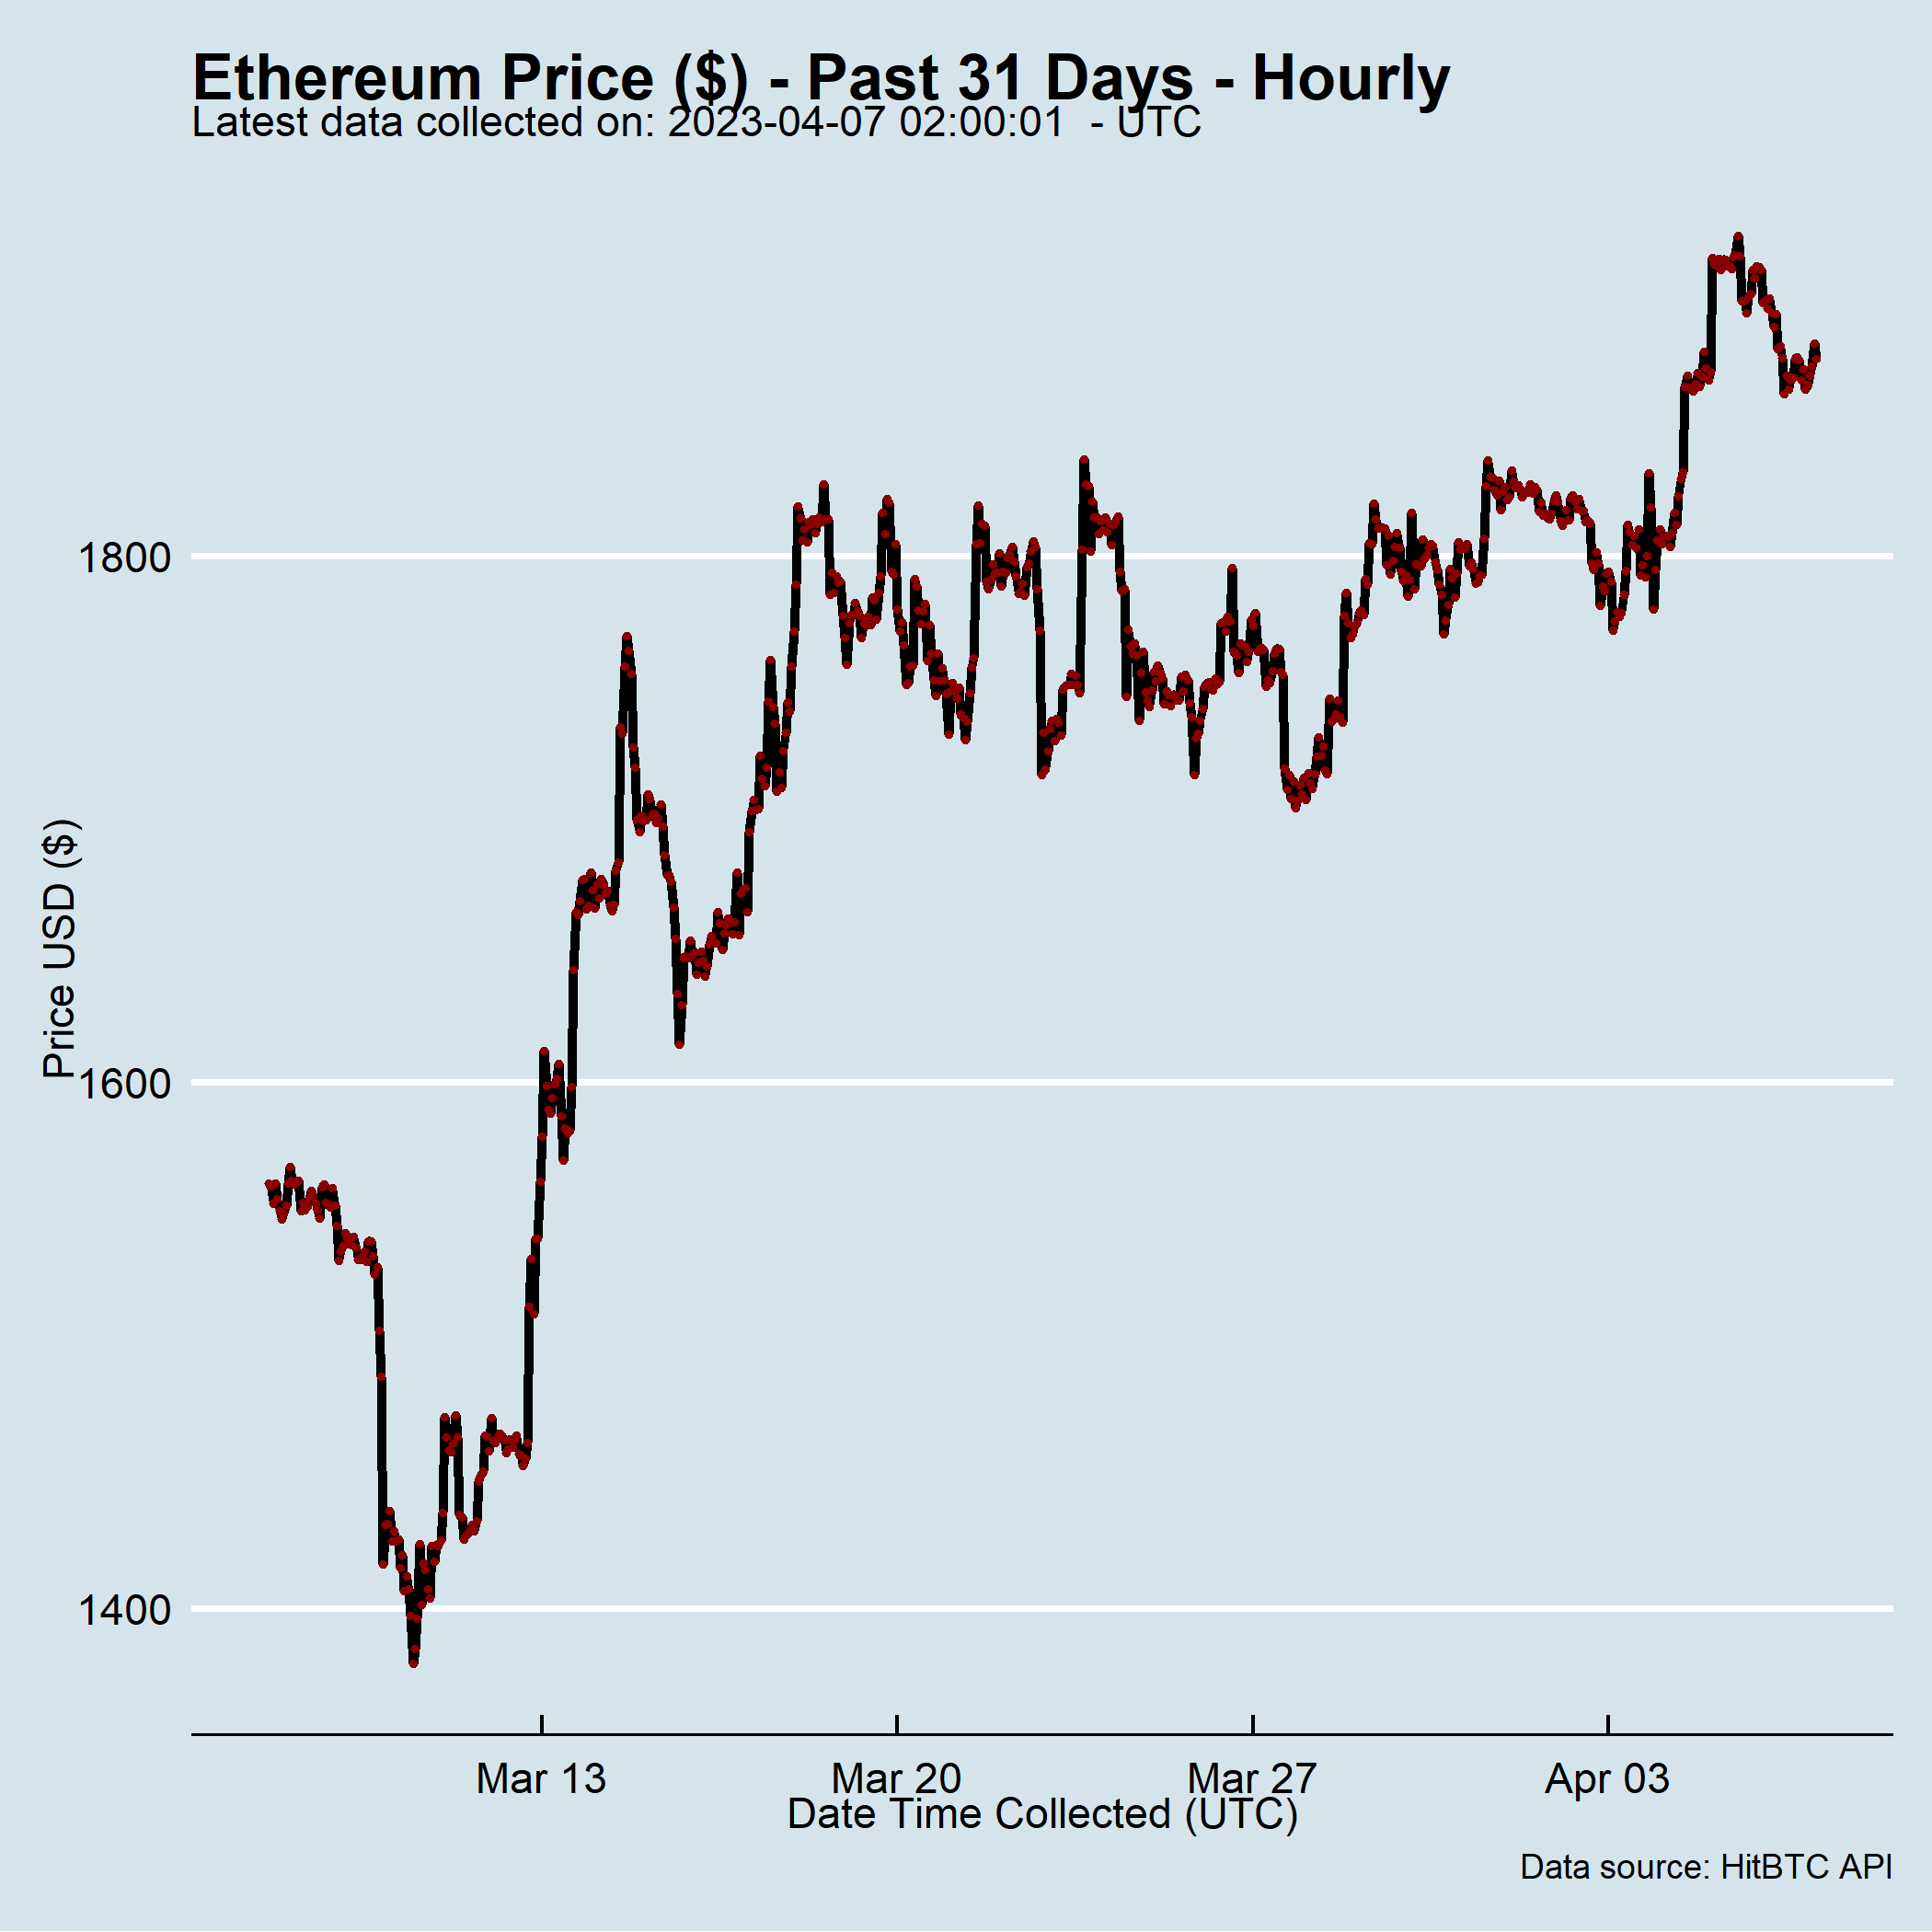 Ethereum Price ($) - Past 31 Days - Hourly
Latest data collected on: 2023-04-07 02:00:01  - UTC
Price USD ($)
1800
1600
1400
Mar 13
Mar 20
Mar 27
Apr 03
Date Time Collected (UTC)
Data source: HitBTC API